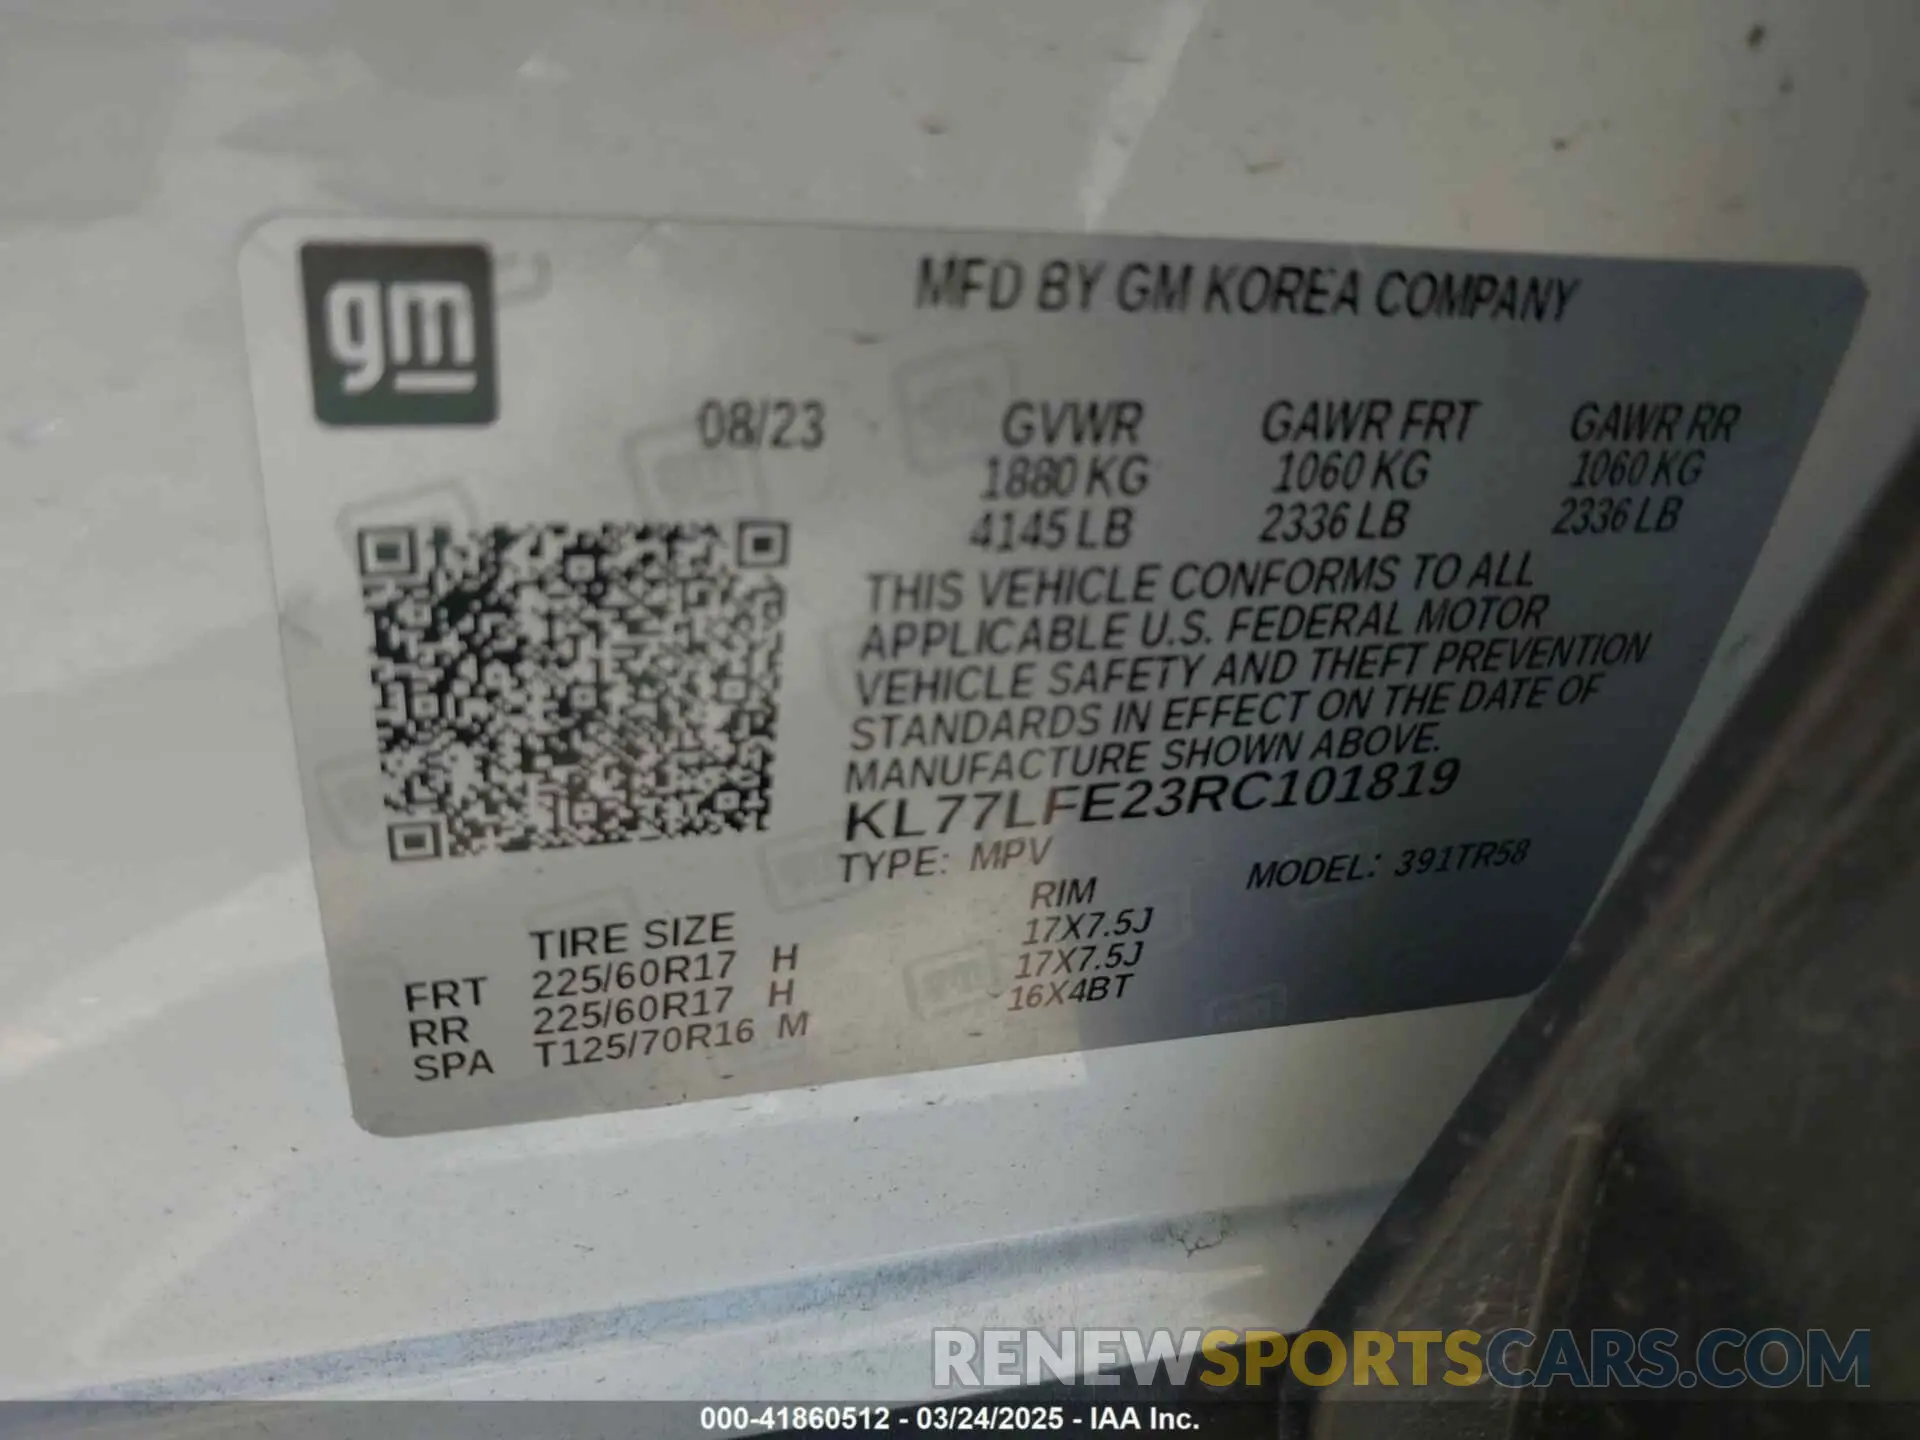 gm
MFD BY GM KOREA COMPANY
08/23 GVWR GAWR FRT GAWR RR
1880 KG 1060 KG 1060 KG
4145 LB 2336 LB 2336 LB
THIS VEHICLE CONFORMS TO ALL
APPLICABLE U.S. FEDERAL MOTOR
VEHICLE SAFETY AND THEFT PREVENTION
STANDARDS IN EFFECT ON THE DATE OF
MANUFACTURE SHOWN ABOVE.
KL77LFE23RC101819
TYPE: MPV MODEL: 391TR58
TIRE SIZE RIM
FRT 225/60R17 H 17X7.5J
RR 225/60R17 H 17X7.5J
SPA T125/70R16 M 16X4BT
RENEWSPORTSCARS.COM
000-41860512 - 03/24/2025 - IAA Inc.